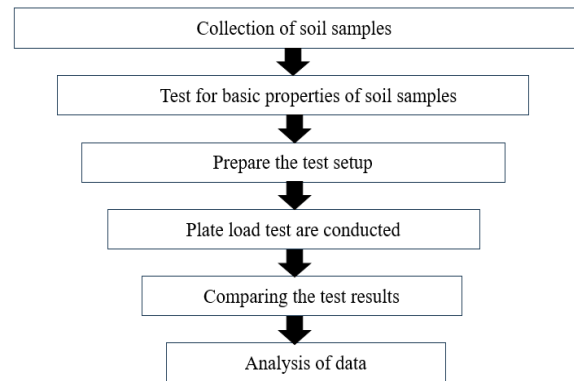 Collection of soil samples
Test for basic properties of soil samples
Prepare the test setup
Plate load test are conducted
Comparing the test results
Analysis of data